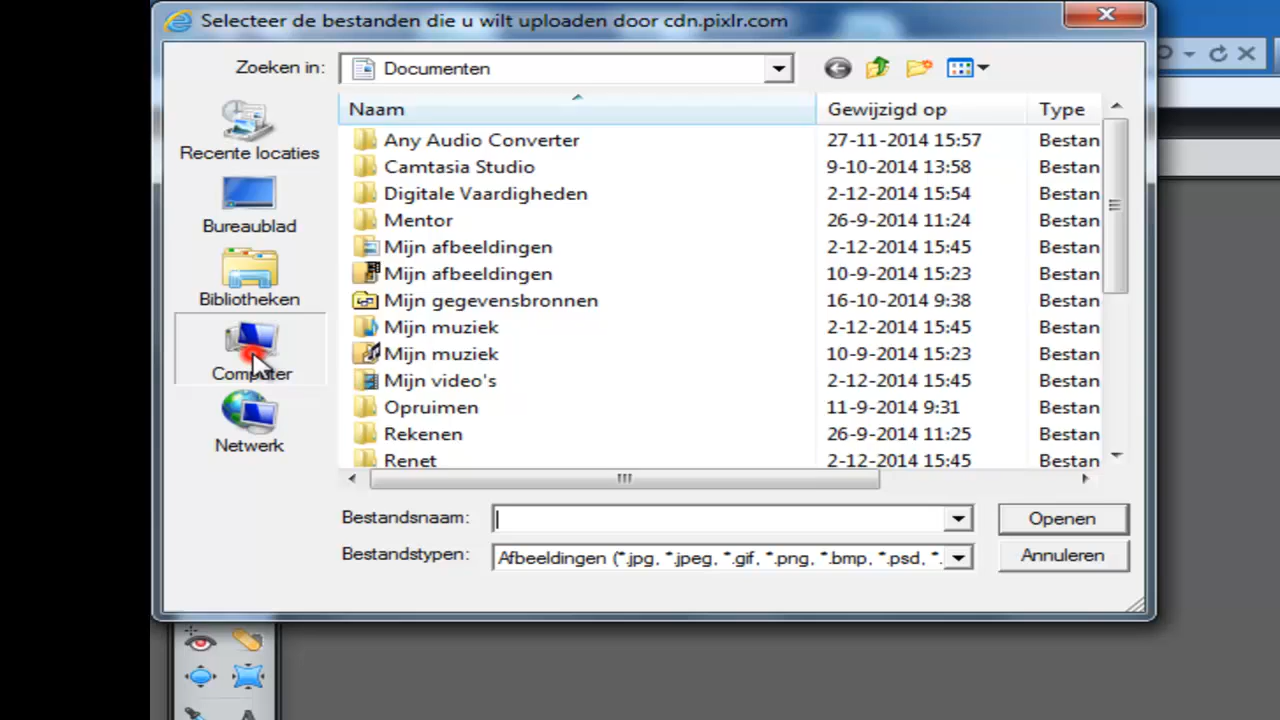 Selecteer de bestanden die u wilt uploaden door cdn.pixlr.com
Zoeken in: Documenten
Naam Gewijzigd op Type
Any Audio Converter 27-11-2014 15:57 Bestan
Camtasia Studio 9-10-2014 13:58 Bestan
Digitale Vaardigheden 2-12-2014 15:54 Bestan
Mentor 26-9-2014 11:24 Bestan
Mijn afbeeldingen 2-12-2014 15:45 Bestan
Mijn afbeeldingen 10-9-2014 15:23 Bestan
Mijn gegevensbronnen 16-10-2014 9:38 Bestan
Mijn muziek 2-12-2014 15:45 Bestan
Mijn muziek 10-9-2014 15:23 Bestan
Mijn video's 2-12-2014 15:45 Bestan
Opruimen 11-9-2014 9:31 Bestan
Rekenen 26-9-2014 11:25 Bestan
Renet 2-12-2014 15:45 Bestan
Recente locaties
Bureaublad
Bibliotheken
Computer
Netwerk
Bestandsnaam: Openen
Bestandstypen: Afbeeldingen (*.jpg, *.jpeg, *.gif, *.png, *.bmp, *.psd, *. Annuleren